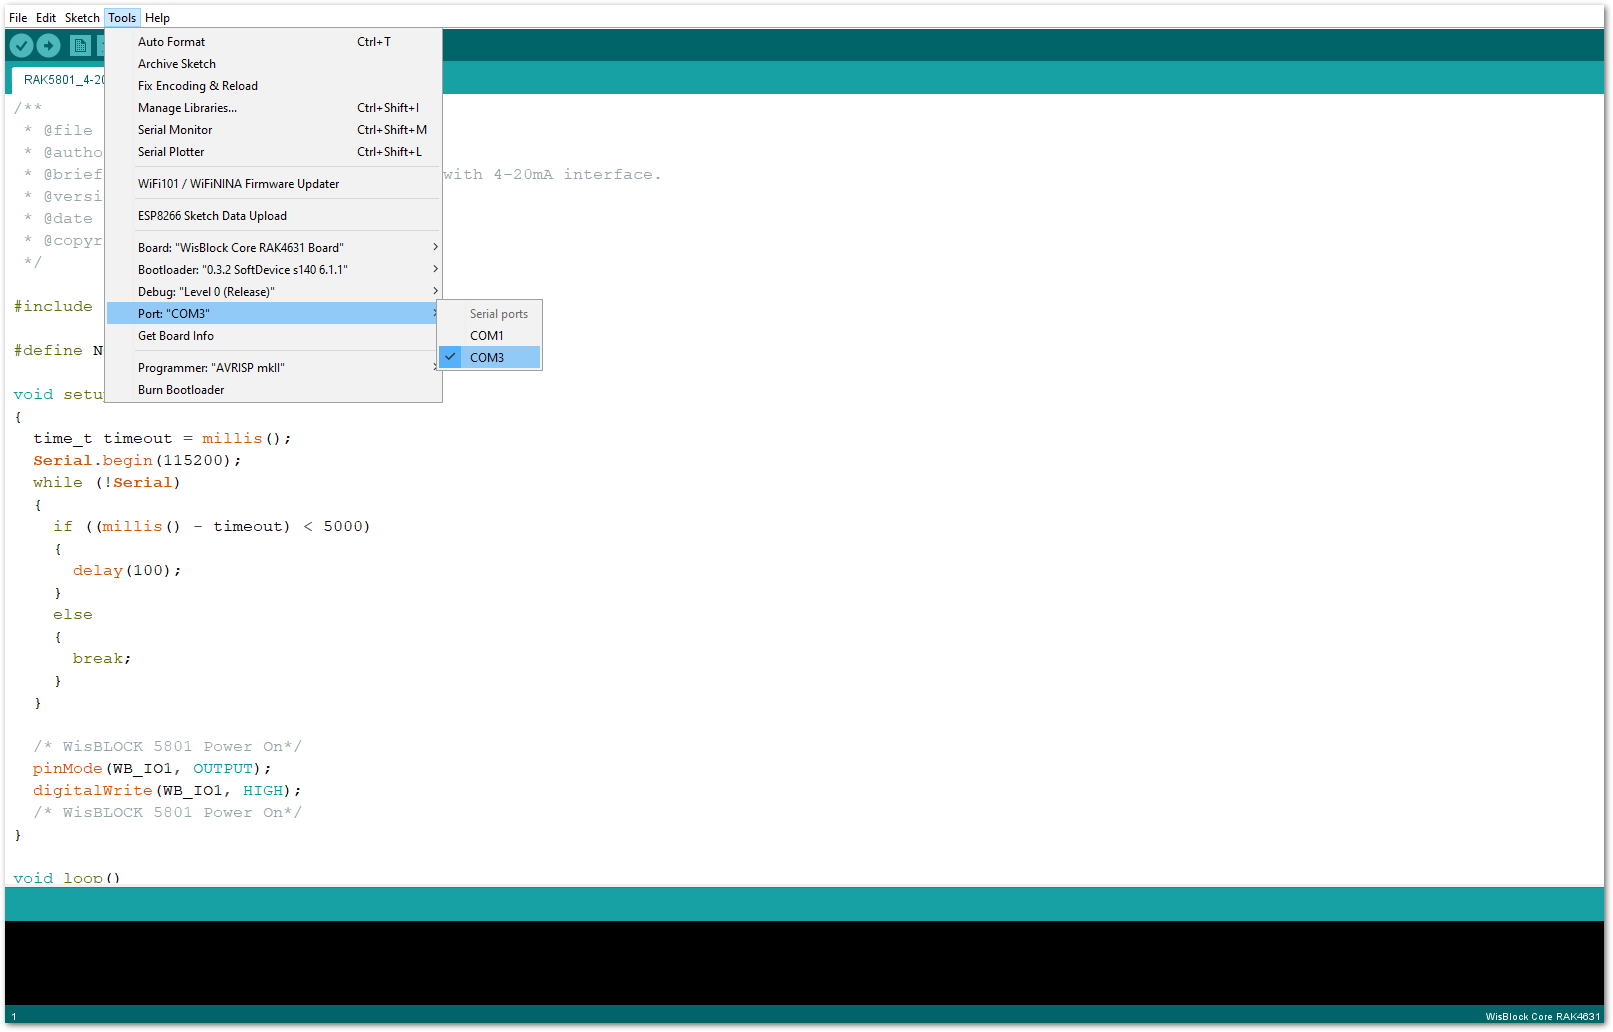 File Edit Sketch Tools Help
RAK5801_4-20
Auto Format Ctrl+T
Archive Sketch
Fix Encoding & Reload
Manage Libraries... Ctrl+Shift+I
Serial Monitor Ctrl+Shift+M
Serial Plotter Ctrl+Shift+L
WiFi101 / WiFiNINA Firmware Updater
ESP8266 Sketch Data Upload
Board: "WisBlock Core RAK4631 Board"
Bootloader: "0.3.2 SoftDevice s140 6.1.1"
Debug: "Level 0 (Release)"
Port: "COM3"
Get Board Info
Programmer: "AVRISP mkII"
Burn Bootloader
Serial ports
COM1
COM3
/**
* @file
* @autho
* @brief with 4-20mA interface.
* @versi
* @date
* @copyr
*/
#include
#define N
void setu
{
time_t timeout = millis();
Serial.begin(115200);
while (!Serial)
{
if ((millis() - timeout) < 5000)
{
delay(100);
}
else
{
break;
}
}
/* WisBLOCK 5801 Power On*/
pinMode(WB_IO1, OUTPUT);
digitalWrite(WB_IO1, HIGH);
/* WisBLOCK 5801 Power On*/
}
void loop()
1 WisBlock Core RAK4631